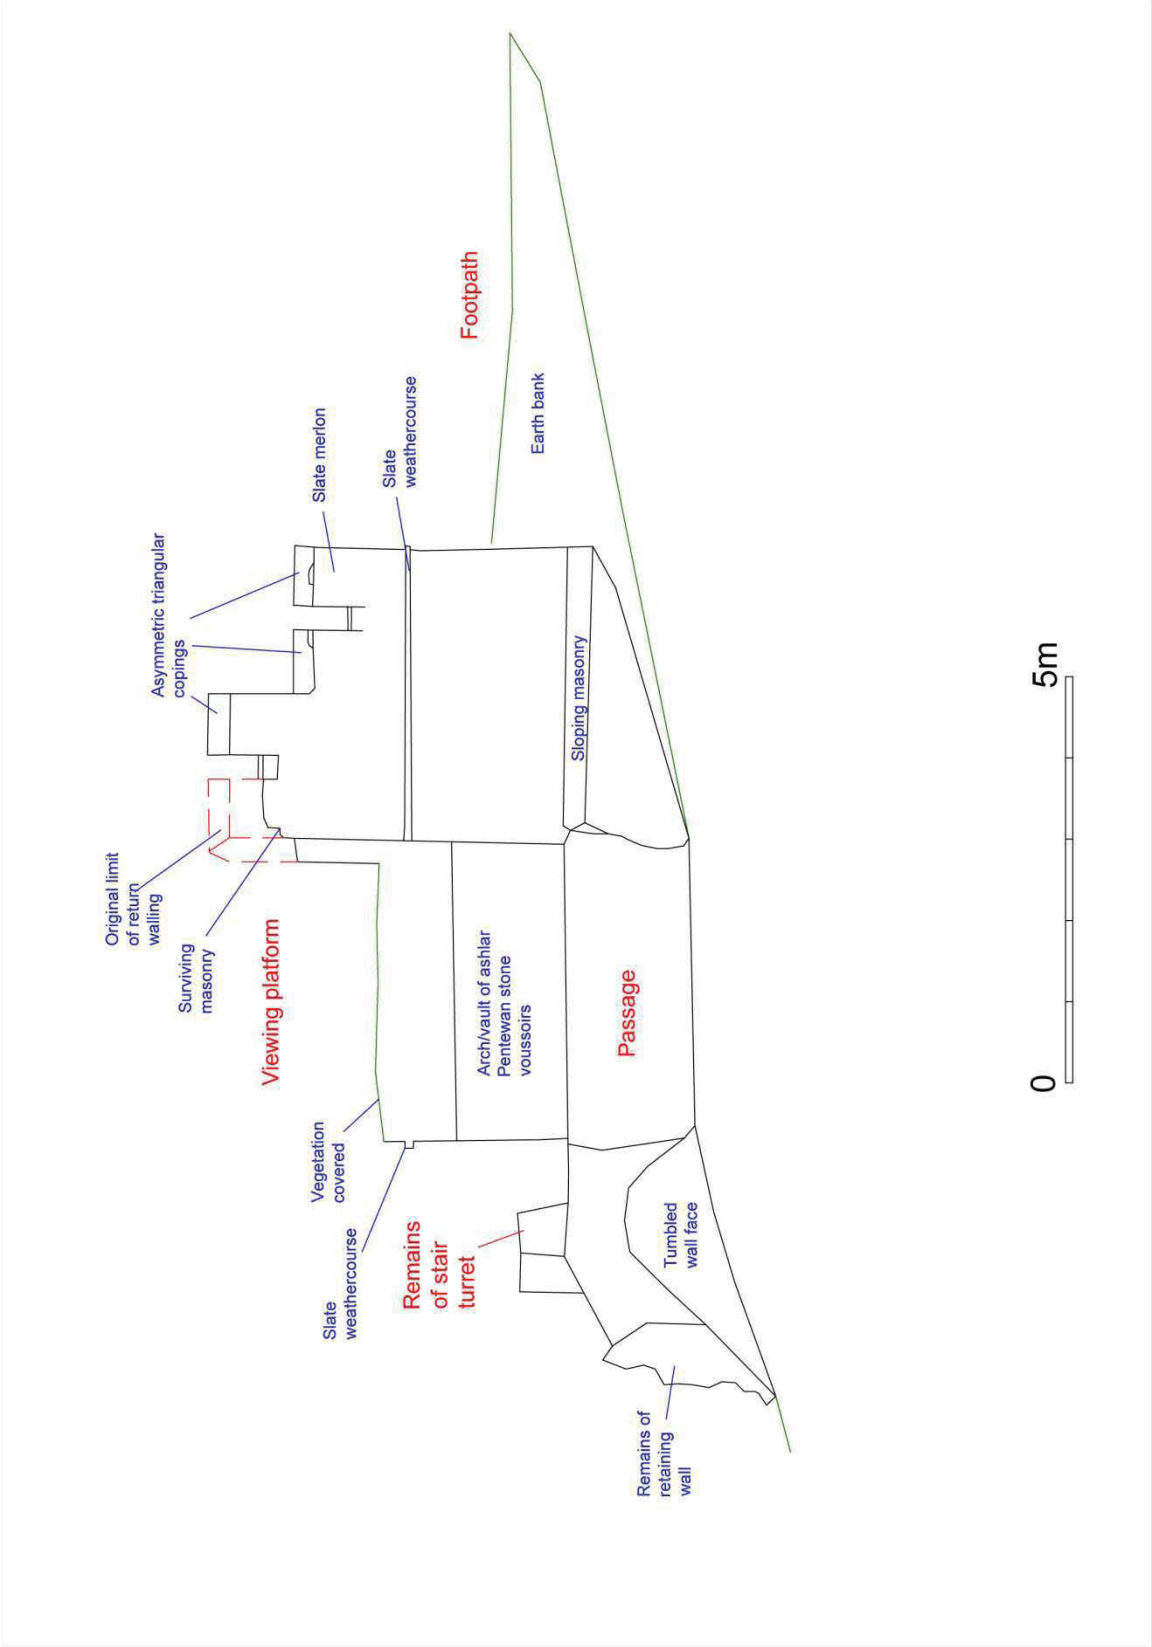 Original limit
of return
walling
Surviving
masonry
Asymmetric triangular
copings
Slate merlon
Slate
weathercourse
Footpath
Earth bank
Viewing platform
Vegetation
covered
Slate
weathercourse
Remains
of stair
turret
Arch/vault of ashlar
Pentewan stone
voussoirs
Sloping masonry
Passage
Tumbled
wall face
Remains of
retaining
wall
0
5m